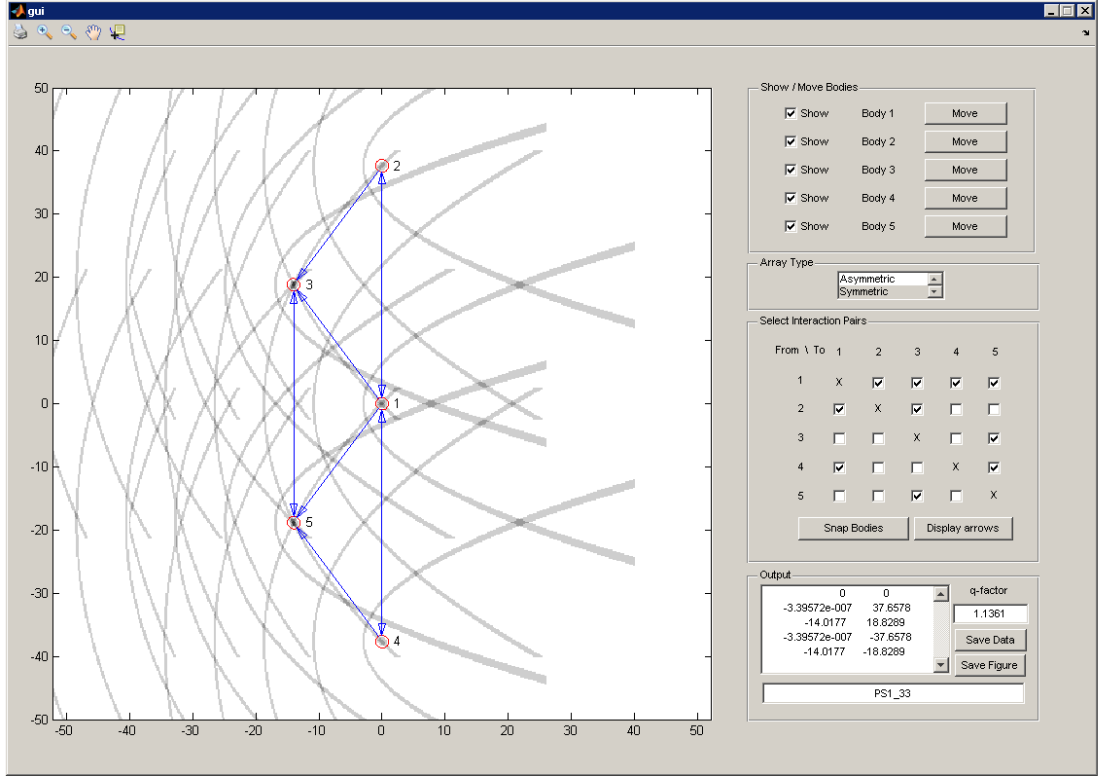 gui
50
40
30
20
10
0
-10
-20
-30
-40
-50
-50 -40 -30 -20 -10 0 10 20 30 40 50
2
3
1
5
4
Show / Move Bodies
Show Body 1 Move
Show Body 2 Move
Show Body 3 Move
Show Body 4 Move
Show Body 5 Move
Array Type
Asymmetric
Symmetric
Select Interaction Pairs
From \ To 1 2 3 4 5
1 X
2 X
3 X
4 X
5 X
Snap Bodies Display arrows
Output
0 0
-3.39572e-007 37.6578
-14.0177 18.8289
-3.39572e-007 -37.6578
-14.0177 -18.8289
q-factor
1.1361
Save Data
Save Figure
PS1_33